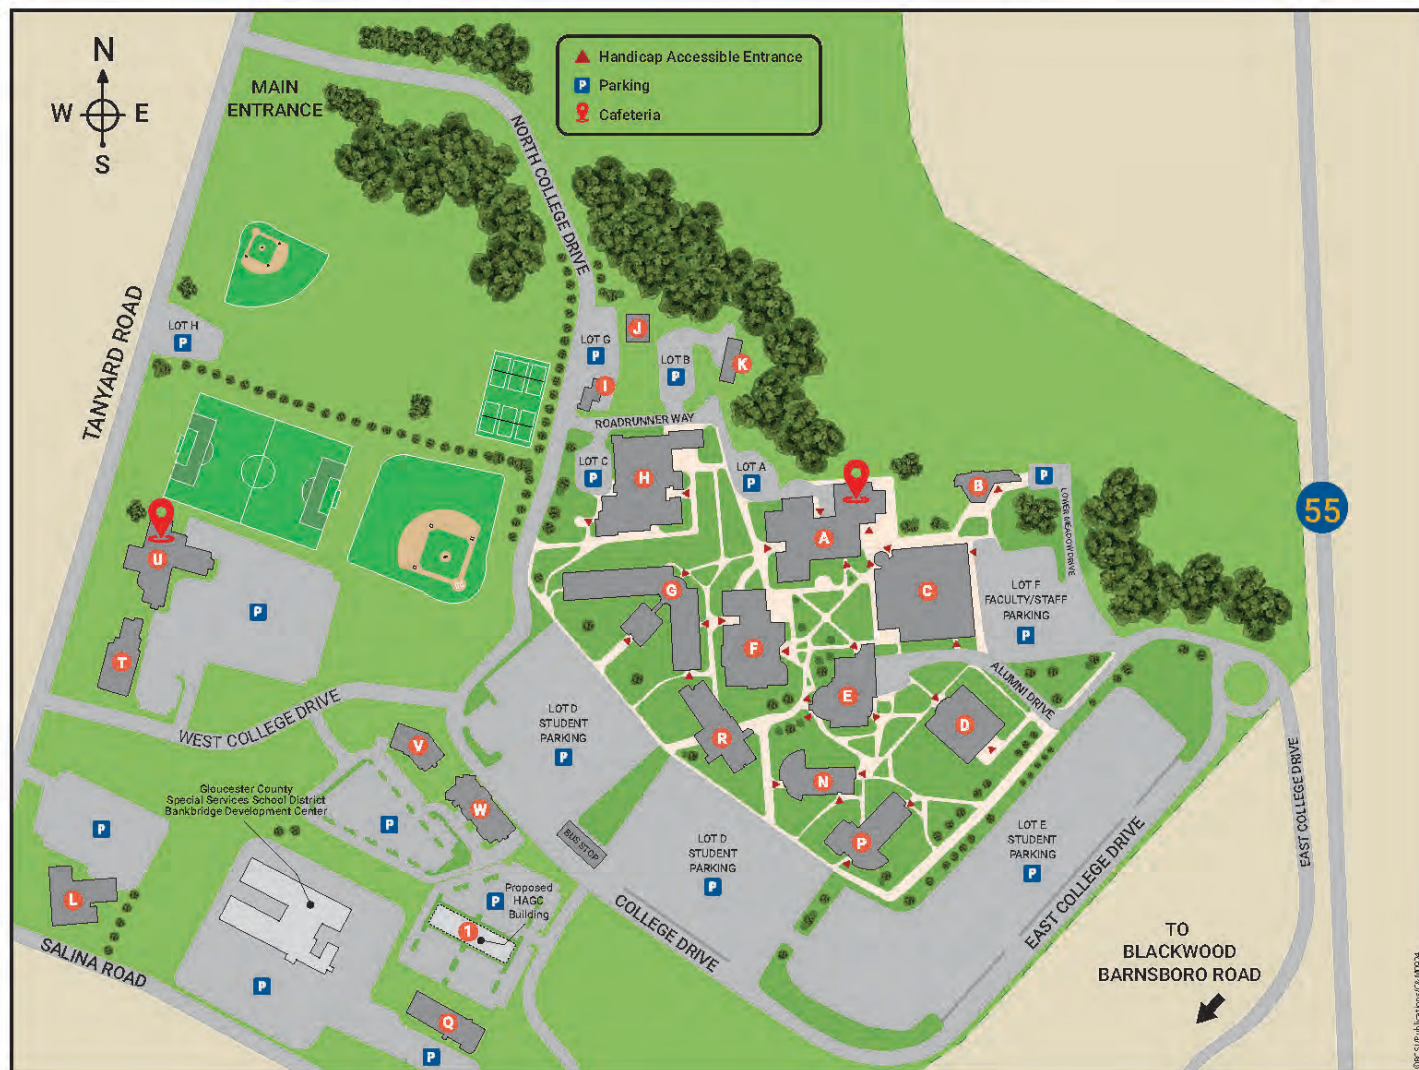 N
W E
S
MAIN
ENTRANCE
Handicap Accessible Entrance
P Parking
Cafeteria
NORTH COLLEGE DRIVE
TANYARD ROAD
LOT H
P
LOT G
P
J
LOT B
P
K
I
ROADRUNNER WAY
LOT C
P
H
LOT A
P
B
P
LOWER MEADOW DRIVE
55
U
A
G
C
LOT F
FACULTY/STAFF
PARKING
P
P
T
F
E
ALUMNI DRIVE
D
WEST COLLEGE DRIVE
LOT D
STUDENT
PARKING
P
R
V
N
W
Gloucester County
Special Services School District
Bankbridge Development Center
P
P
BUS STOP
LOT D
STUDENT
PARKING
P
P
LOT E
STUDENT
PARKING
P
EAST COLLEGE DRIVE
EAST COLLEGE DRIVE
L
P
Proposed
HAGC
Building
1
COLLEGE DRIVE
SALINA ROAD
P
Q
P
TO
BLACKWOOD
BARNSBORO ROAD